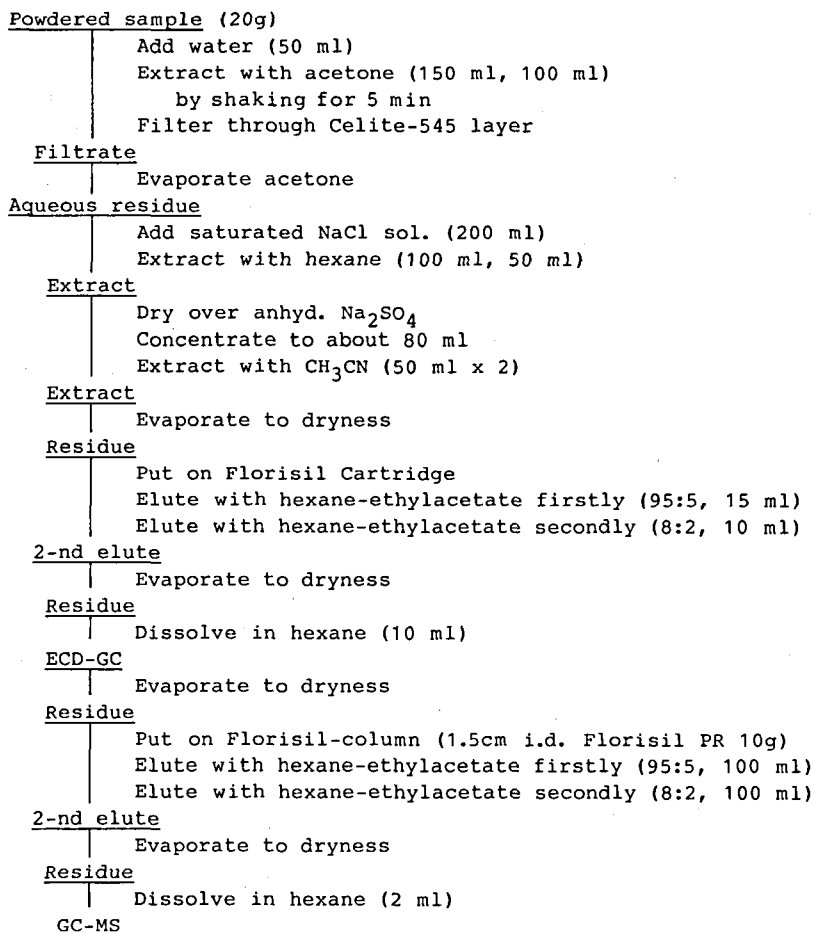 Powdered sample (20g)
Add water (50 ml)
Extract with acetone (150 ml, 100 ml)
by shaking for 5 min
Filter through Celite-545 layer
Filtrate
Evaporate acetone
Aqueous residue
Add saturated NaCl sol. (200 ml)
Extract with hexane (100 ml, 50 ml)
Extract
Dry over anhyd. Na2SO4
Concentrate to about 80 ml
Extract with CH3CN (50 ml x 2)
Extract
Evaporate to dryness
Residue
Put on Florisil Cartridge
Elute with hexane-ethylacetate firstly (95:5, 15 ml)
Elute with hexane-ethylacetate secondly (8:2, 10 ml)
2-nd elute
Evaporate to dryness
Residue
Dissolve in hexane (10 ml)
ECD-GC
Evaporate to dryness
Residue
Put on Florisil-column (1.5cm i.d. Florisil PR 10g)
Elute with hexane-ethylacetate firstly (95:5, 100 ml)
Elute with hexane-ethylacetate secondly (8:2, 100 ml)
2-nd elute
Evaporate to dryness
Residue
Dissolve in hexane (2 ml)
GC-MS